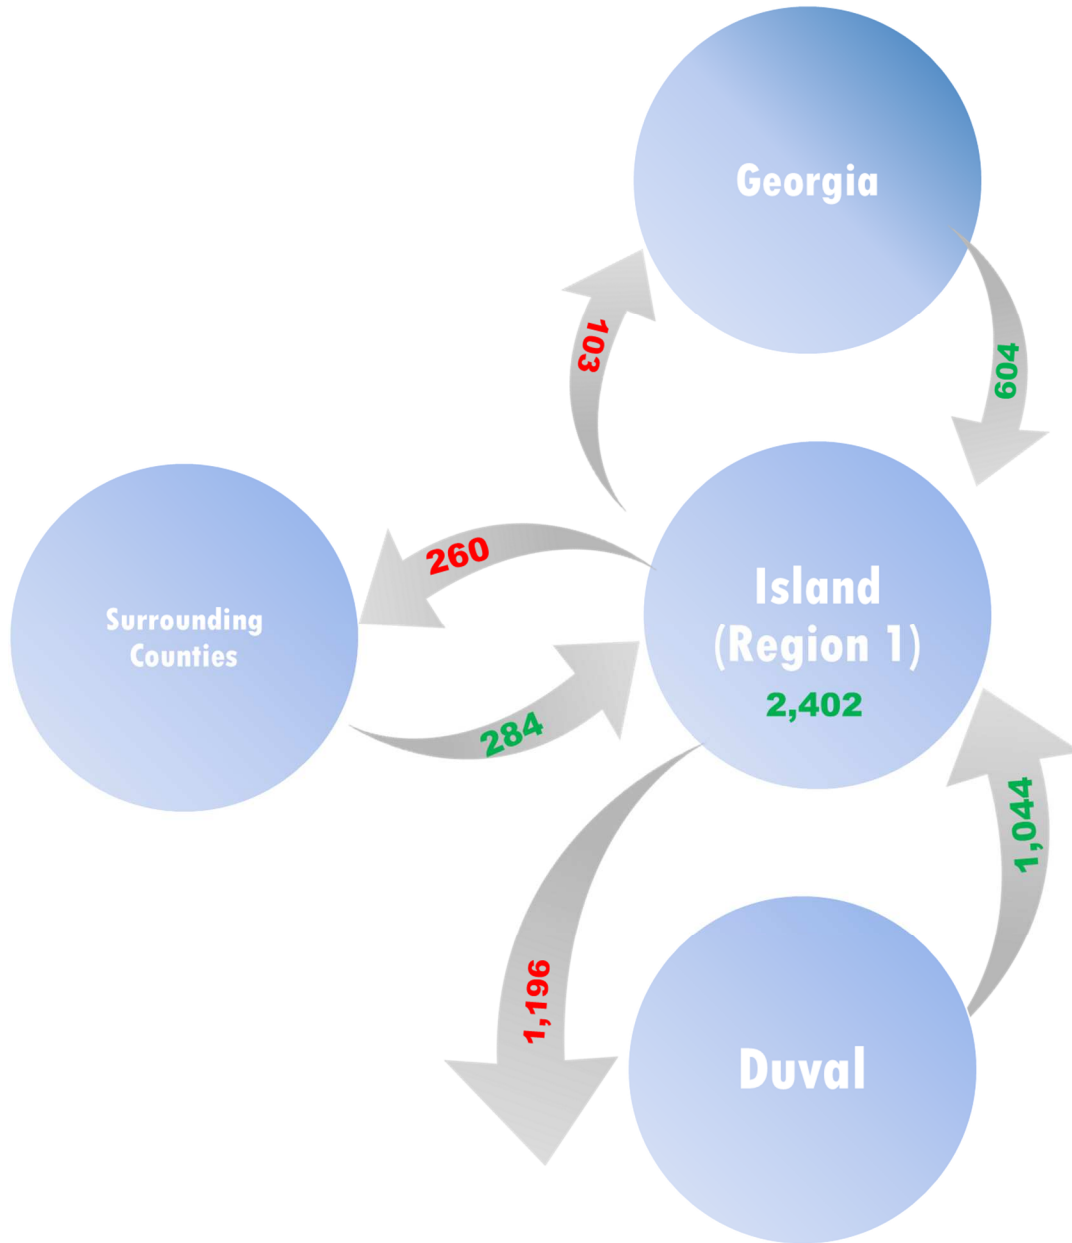 Georgia
103
604
260
Surrounding
Counties
284
Island
(Region 1)
2,402
1,044
1,196
Duval